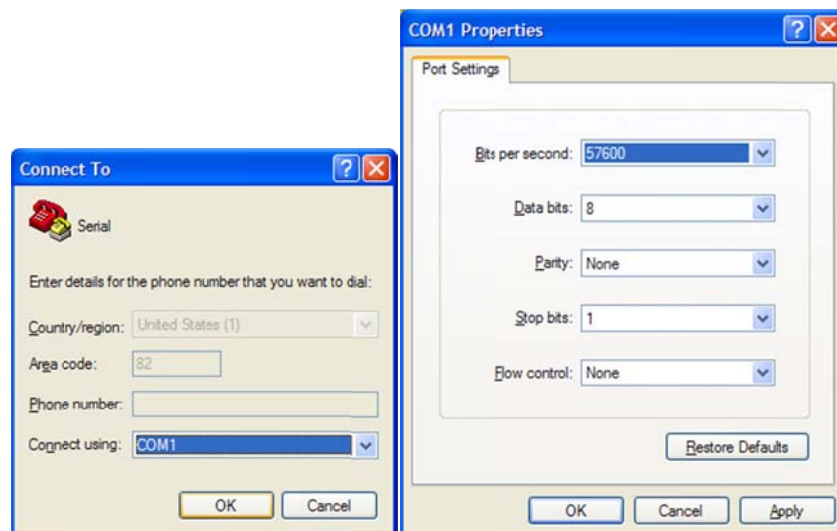 Connect To
Serial
Enter details for the phone number that you want to dial:
Country/region: United States (1)
Area code: 82
Phone number:
Connect using: COM1
OK Cancel
COM1 Properties
Port Settings
Bits per second: 57600
Data bits: 8
Parity: None
Stop bits: 1
Flow control: None
Restore Defaults
OK Cancel Apply